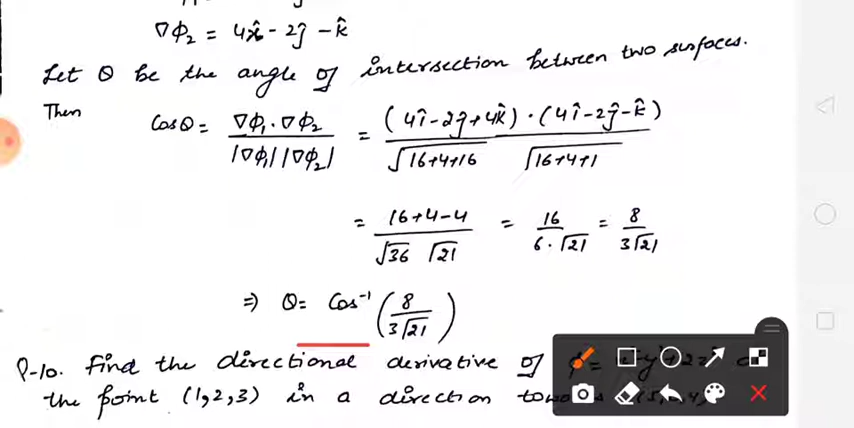 ∇ϕ₂ = 4î - 2ĵ - k̂
Let θ be the angle of intersection between two surfaces.
Then
Cosθ = ∇ϕ₁ · ∇ϕ₂ / |∇ϕ₁| |∇ϕ₂| = (4î - 2ĵ + 4k̂) · (4î - 2ĵ - k̂) / √(16+4+16) √(16+4+1)
= 16+4-4 / √36 √21 = 16 / 6·√21 = 8 / 3√21
⇒ θ = Cos⁻¹ (8 / 3√21)
Q-10. Find the directional derivative of
the point (1,2,3) in a direction